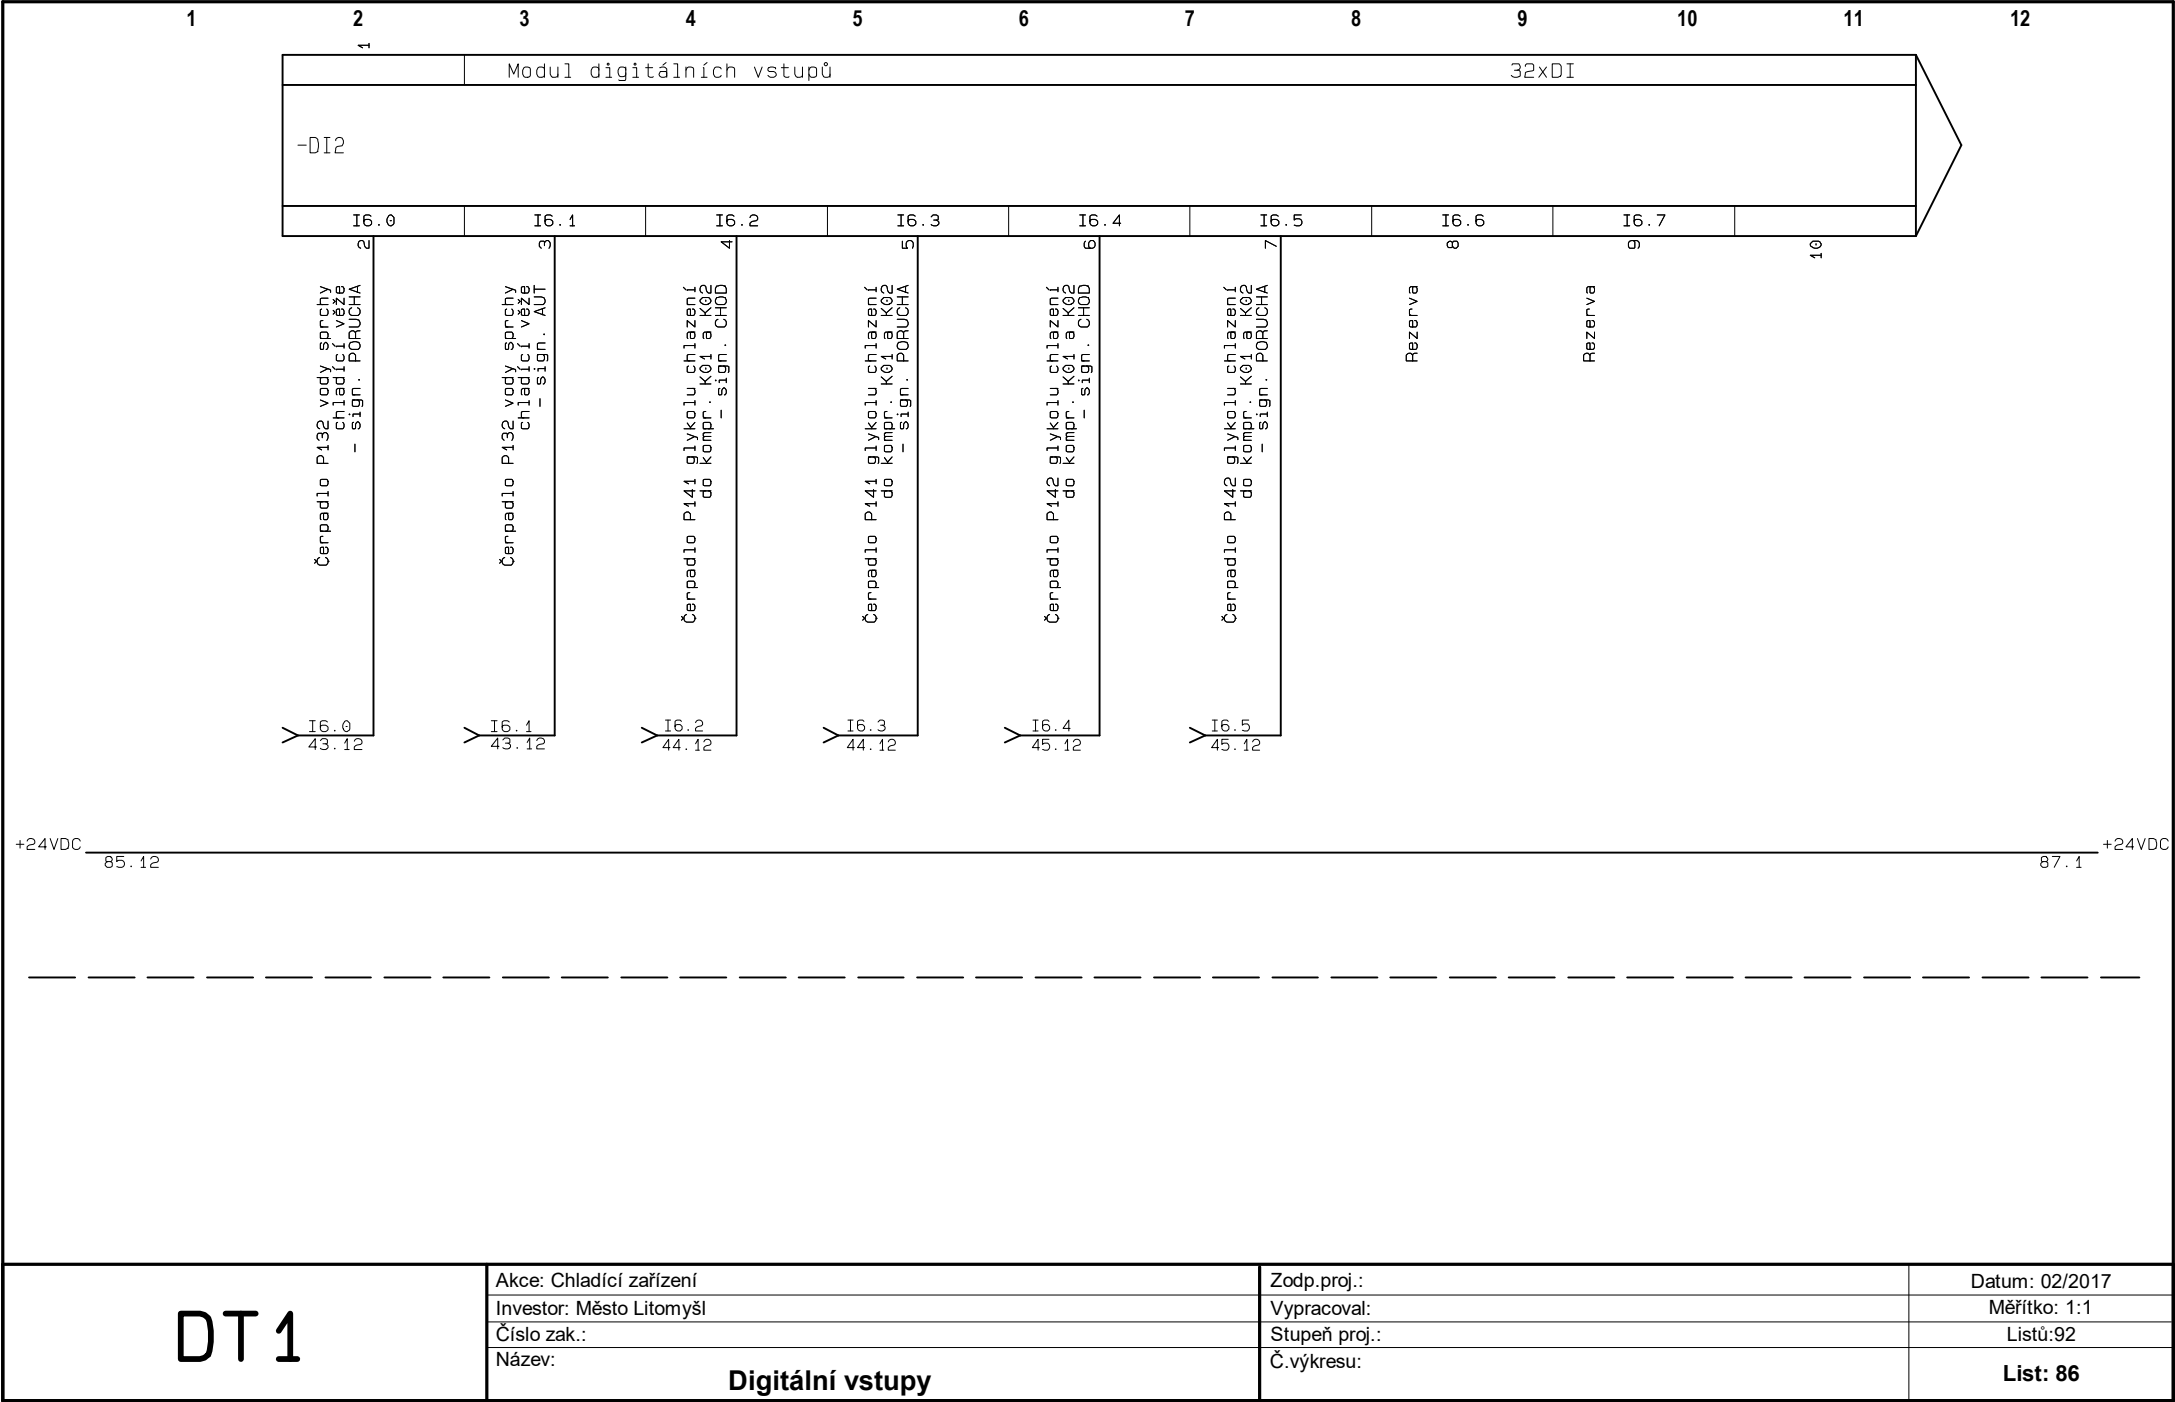 1 2 3 4 5 6 7 8 9 10 11 12
1
Modul digitálních vstupů 32xDI
-DI2
I6.0 I6.1 I6.2 I6.3 I6.4 I6.5 I6.6 I6.7
2 3 4 5 6 7 8 9 10
Čerpadlo P132 vody sprchy
chladící věže
- sign. PORUCHA
Čerpadlo P132 vody sprchy
chladící věže
- sign. AUT
Čerpadlo P141 glykolu chlazení
do kompr. K01 a K02
- sign. CHOD
Čerpadlo P141 glykolu chlazení
do kompr. K01 a K02
- sign. PORUCHA
Čerpadlo P142 glykolu chlazení
do kompr. K01 a K02
- sign. CHOD
Čerpadlo P142 glykolu chlazení
do kompr. K01 a K02
- sign. PORUCHA
Rezerva
Rezerva
I6.0 I6.1 I6.2 I6.3 I6.4 I6.5
43.12 43.12 44.12 44.12 45.12 45.12
+24VDC +24VDC
85.12 87.1
DT1
Akce: Chladící zařízení
Investor: Město Litomyšl
Číslo zak.:
Název:
Digitální vstupy
Zodp.proj.:
Vypracoval:
Stupeň proj.:
Č.výkresu:
Datum: 02/2017
Měřítko: 1:1
Listů:92
List: 86